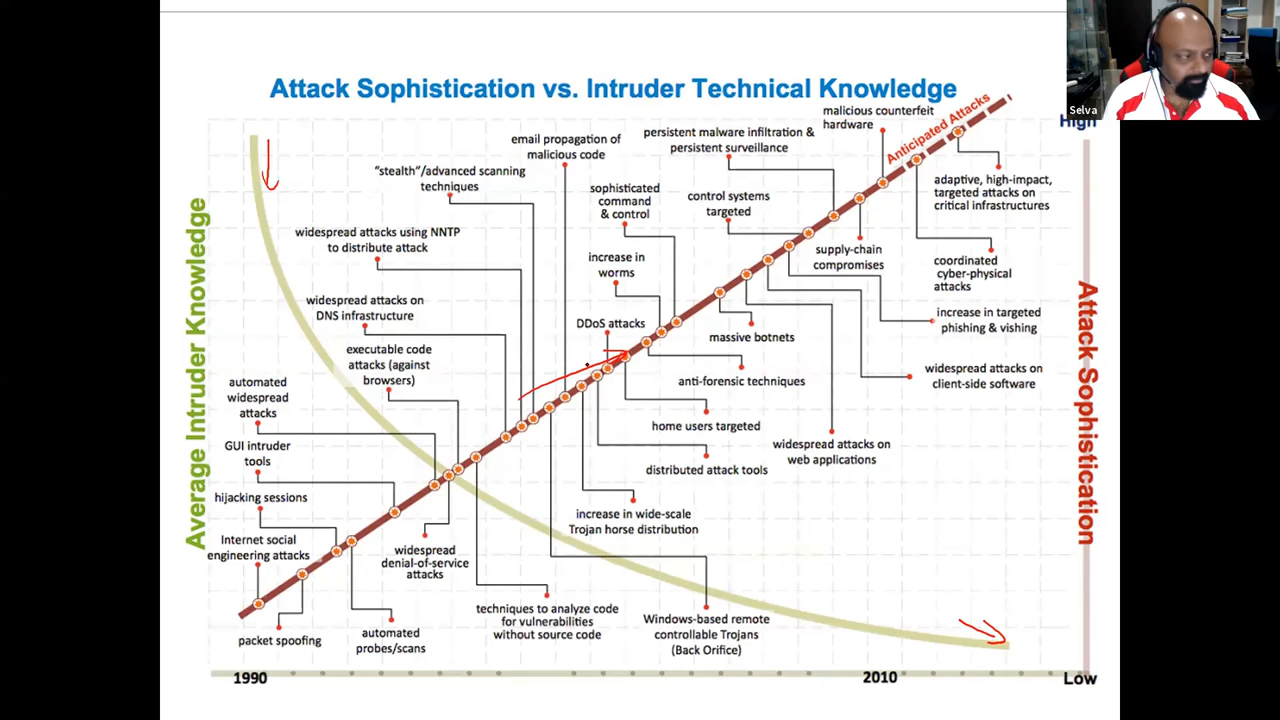 Selva
Attack Sophistication vs. Intruder Technical Knowledge
High
Anticipated Attacks
malicious counterfeit
hardware
persistent malware infiltration &
persistent surveillance
email propagation of
malicious code
"stealth"/advanced scanning
techniques
sophisticated
command
& control
control systems
targeted
adaptive, high-impact,
targeted attacks on
critical infrastructures
widespread attacks using NNTP
to distribute attack
increase in
worms
supply-chain
compromises
coordinated
cyber-physical
attacks
widespread attacks on
DNS infrastructure
DDoS attacks
massive botnets
increase in targeted
phishing & vishing
executable code
attacks (against
browsers)
anti-forensic techniques
widespread attacks on
client-side software
automated
widespread
attacks
home users targeted
GUI intruder
tools
widespread attacks on
web applications
distributed attack tools
hijacking sessions
increase in wide-scale
Trojan horse distribution
Internet social
engineering attacks
widespread
denial-of-service
attacks
techniques to analyze code
for vulnerabilities
without source code
Windows-based remote
controllable Trojans
(Back Orifice)
packet spoofing
automated
probes/scans
Average Intruder Knowledge
Attack Sophistication
1990
2010
Low